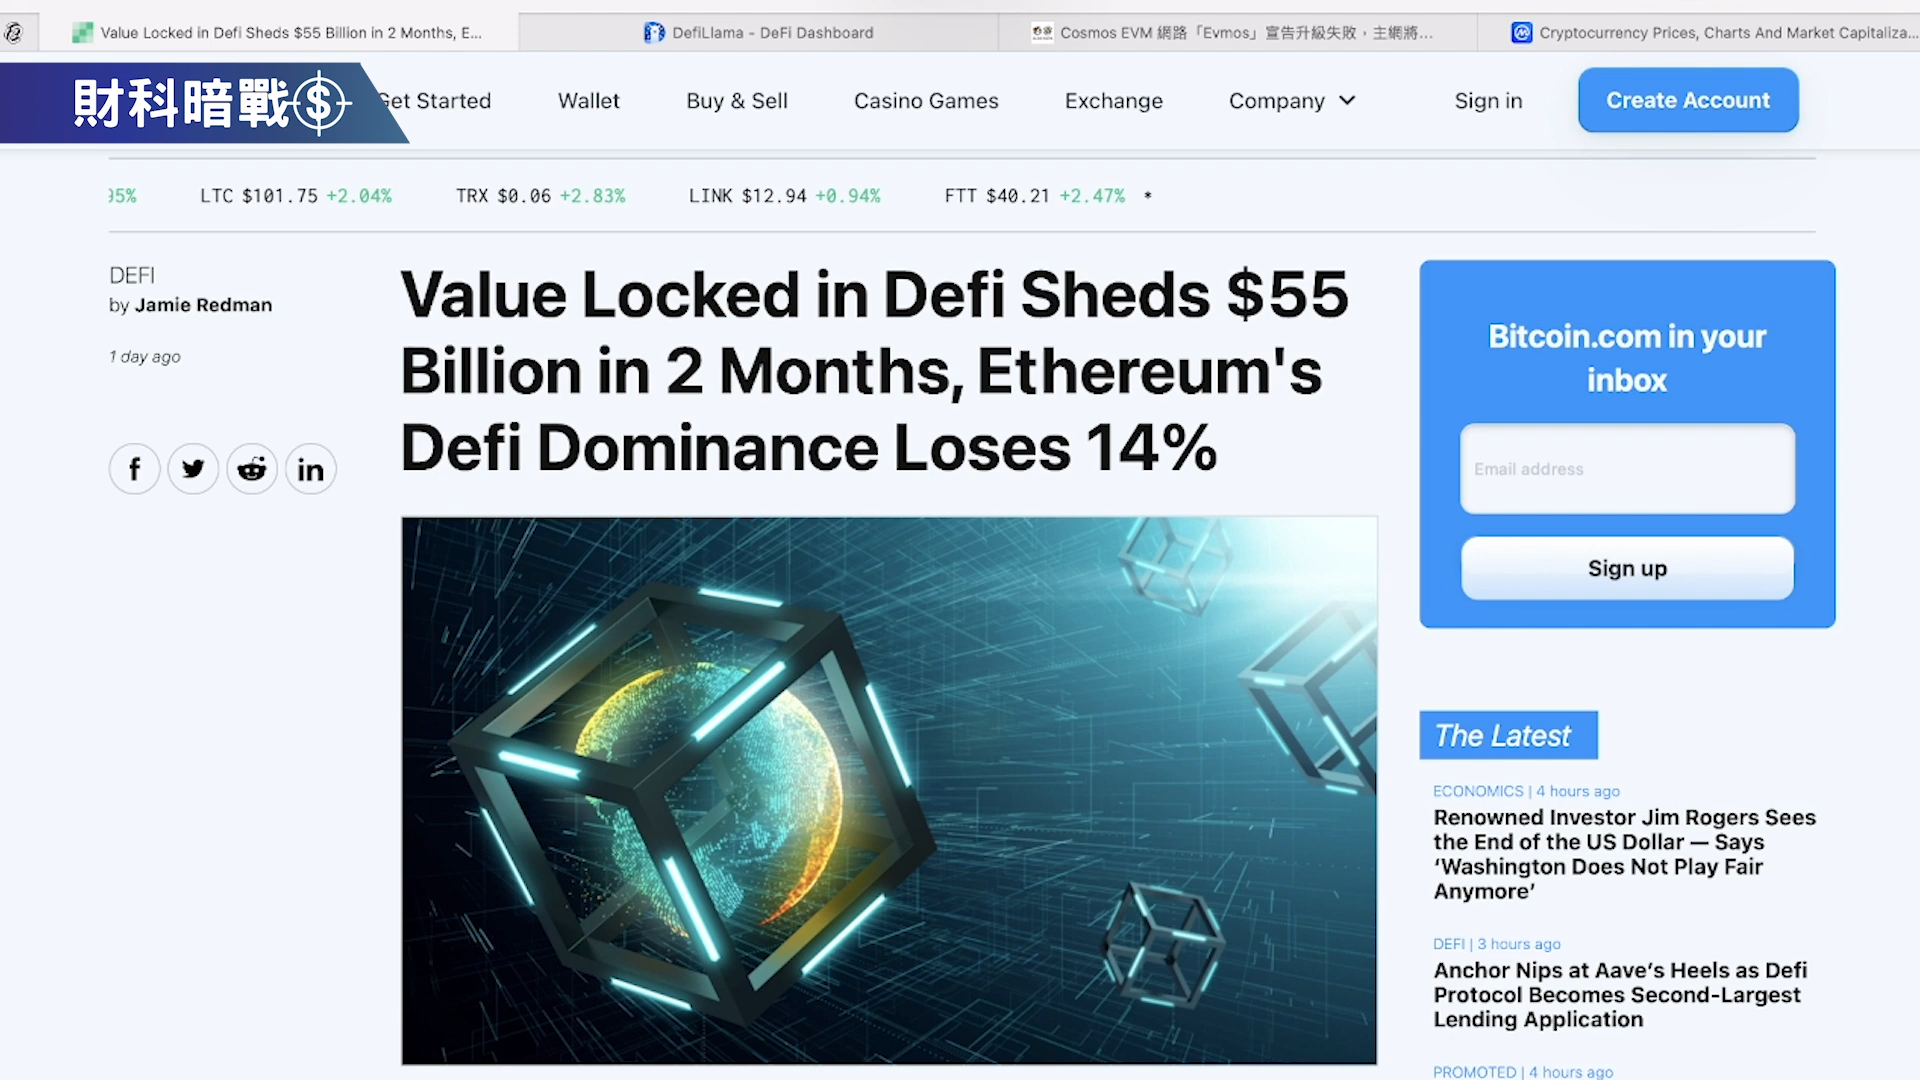 Value Locked in Defi Sheds $55 Billion in 2 Months, E...
DefiLlama - DeFi Dashboard
Cosmos EVM 網路「Evmos」宣告升級失敗，主網將...
Cryptocurrency Prices, Charts And Market Capitaliza...
財科暗戰
Get Started
Wallet
Buy & Sell
Casino Games
Exchange
Company
Sign in
Create Account
95%
LTC $101.75 +2.04%
TRX $0.06 +2.83%
LINK $12.94 +0.94%
FTT $40.21 +2.47% *
DEFI
by Jamie Redman
1 day ago
Value Locked in Defi Sheds $55
Billion in 2 Months, Ethereum's
Defi Dominance Loses 14%
Bitcoin.com in your
inbox
Email address
Sign up
The Latest
ECONOMICS | 4 hours ago
Renowned Investor Jim Rogers Sees
the End of the US Dollar — Says
‘Washington Does Not Play Fair
Anymore’
DEFI | 3 hours ago
Anchor Nips at Aave’s Heels as Defi
Protocol Becomes Second-Largest
Lending Application
PROMOTED | 4 hours ago